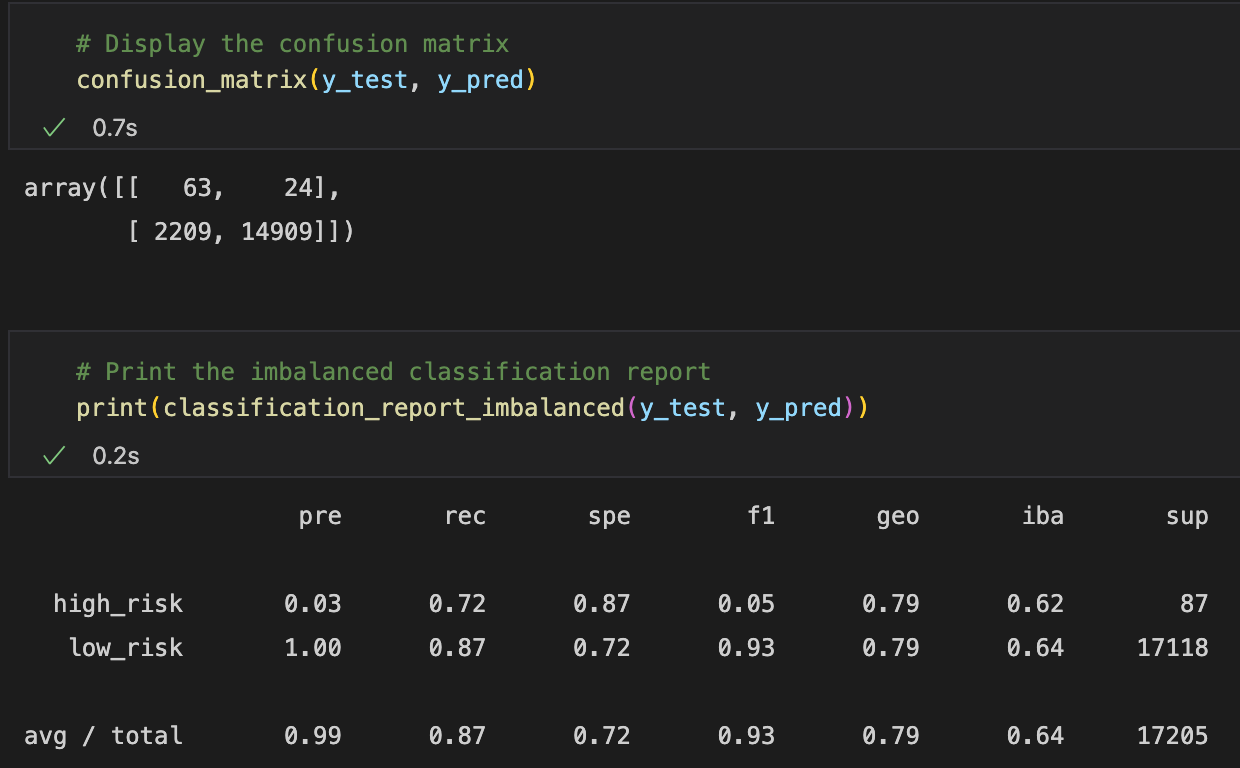 # Display the confusion matrix
confusion_matrix(y_test, y_pred)
✓ 0.7s
array([[   63,    24],
       [ 2209, 14909]])
# Print the imbalanced classification report
print(classification_report_imbalanced(y_test, y_pred))
✓ 0.2s
pre rec spe f1 geo iba sup
high_risk 0.03 0.72 0.87 0.05 0.79 0.62 87
low_risk 1.00 0.87 0.72 0.93 0.79 0.64 17118
avg / total 0.99 0.87 0.72 0.93 0.79 0.64 17205